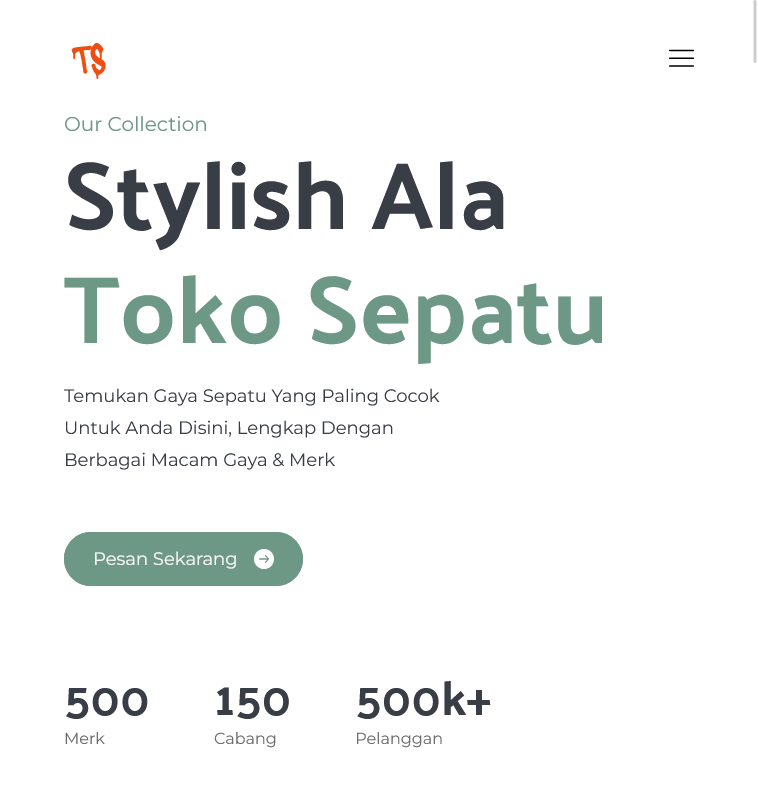 TS
Our Collection
Stylish Ala
Toko Sepatu
Temukan Gaya Sepatu Yang Paling Cocok
Untuk Anda Disini, Lengkap Dengan
Berbagai Macam Gaya & Merk
Pesan Sekarang
500 150 500k+
Merk Cabang Pelanggan